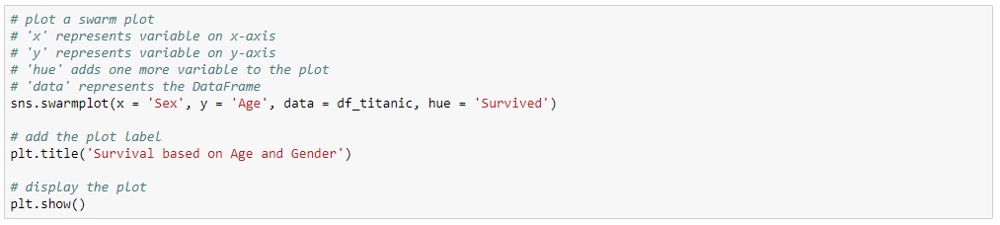 # plot a swarm plot
# 'x' represents variable on x-axis
# 'y' represents variable on y-axis
# 'hue' adds one more variable to the plot
# 'data' represents the DataFrame
sns.swarmplot(x = 'Sex', y = 'Age', data = df_titanic, hue = 'Survived')
# add the plot label
plt.title('Survival based on Age and Gender')
# display the plot
plt.show()